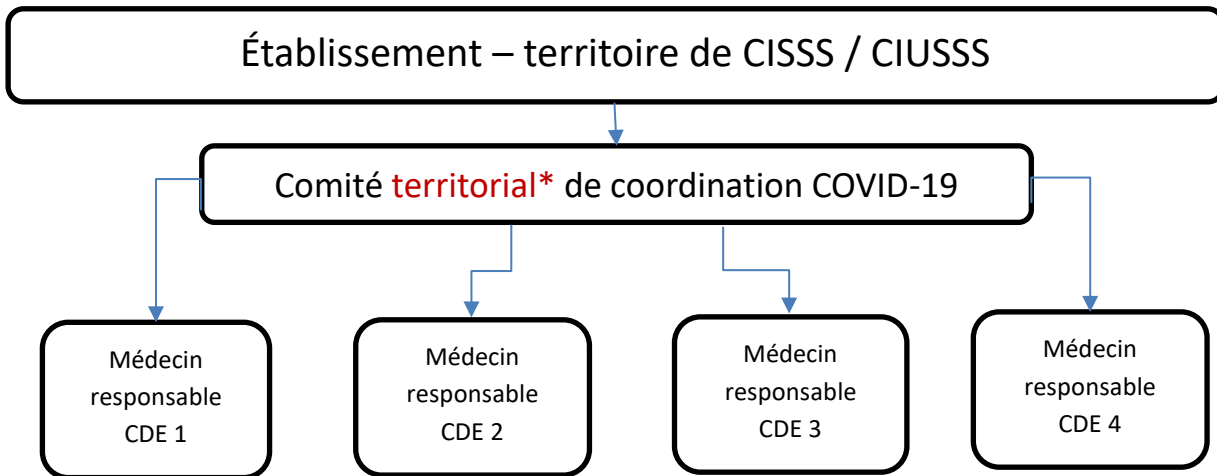 Établissement – territoire de CISSS / CIUSSS
Comité territorial* de coordination COVID-19
Médecin
responsable
CDE 1
Médecin
responsable
CDE 2
Médecin
responsable
CDE 3
Médecin
responsable
CDE 4